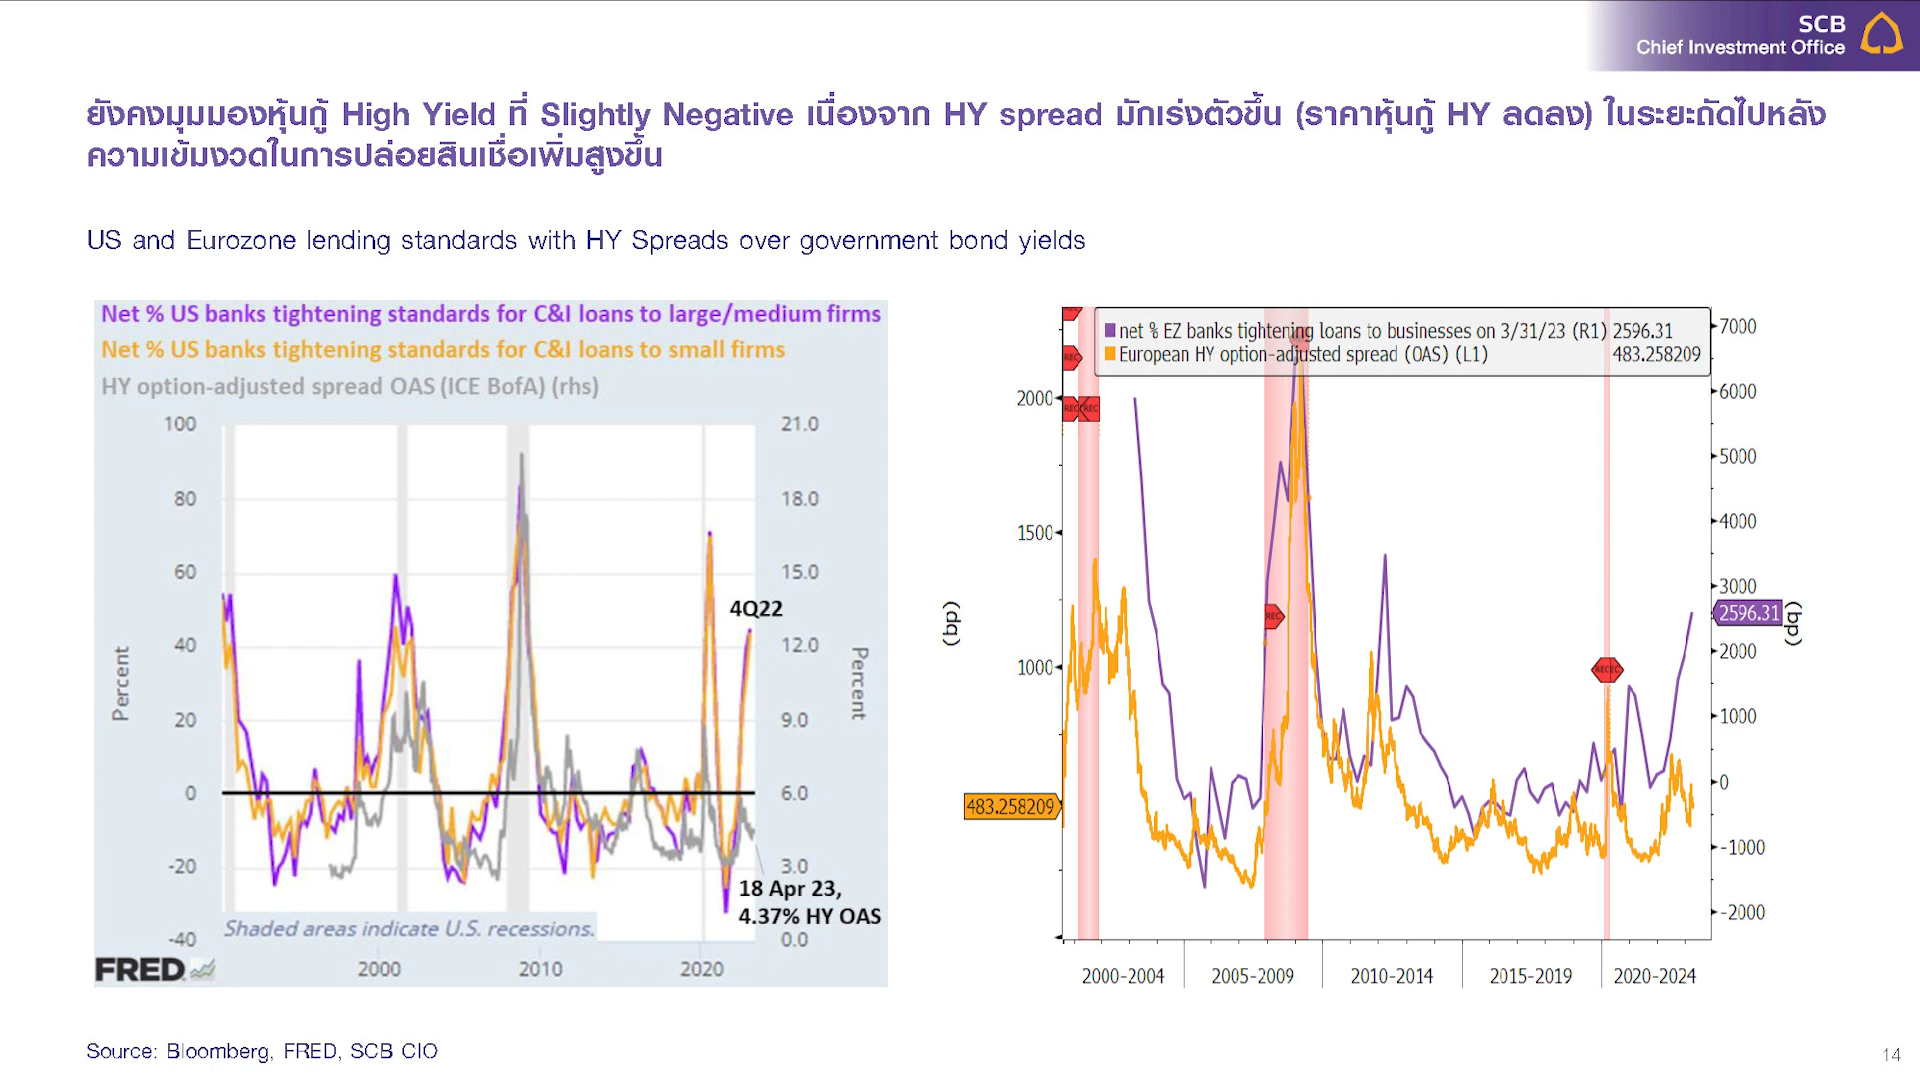 SCB
Chief Investment Office
ยังคงมุมมองหุ้นกู้ High Yield ที่ Slightly Negative เนื่องจาก HY spread มักเร่งตัวขึ้น (ราคาหุ้นกู้ HY ลดลง) ในระยะถัดไปหลัง
ความเข้มงวดในการปล่อยสินเชื่อเพิ่มสูงขึ้น
US and Eurozone lending standards with HY Spreads over government bond yields
Net % US banks tightening standards for C&I loans to large/medium firms
Net % US banks tightening standards for C&I loans to small firms
HY option-adjusted spread OAS (ICE BofA) (rhs)
100 21.0
80 18.0
60 15.0
4Q22
40 12.0
Percent Percent
20 9.0
0 6.0
-20 3.0
18 Apr 23,
4.37% HY OAS
Shaded areas indicate U.S. recessions.
-40 0.0
FRED 2000 2010 2020
net % EZ banks tightening loans to businesses on 3/31/23 (R1) 2596.31
European HY option-adjusted spread (OAS) (L1) 483.258209
7000
6000
5000
4000
3000
2000
1000
0
-1000
-2000
2000
1500
1000
(bp)
(bp)
2596.31
483.258209
REC
REC
REC
REC
2000-2004 2005-2009 2010-2014 2015-2019 2020-2024
Source: Bloomberg, FRED, SCB CIO
14